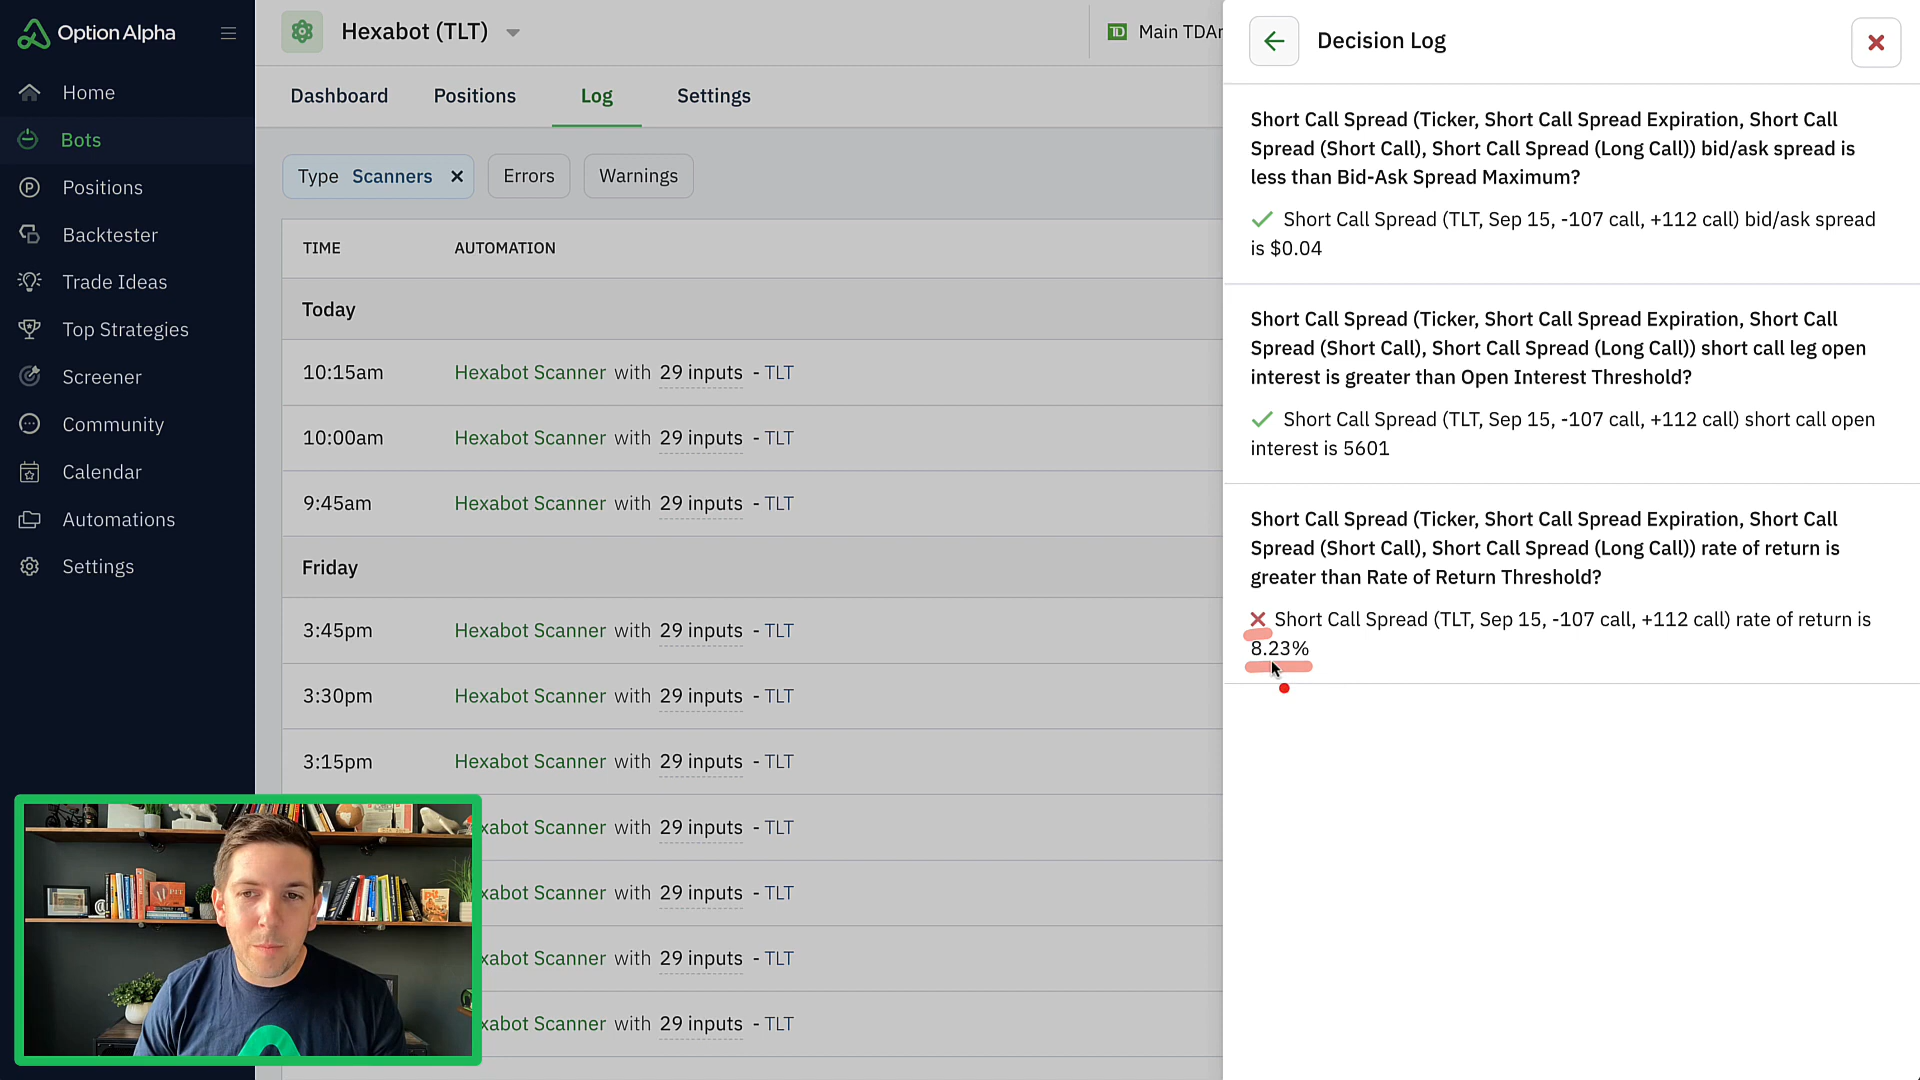 Option Alpha
Home
Bots
Positions
Backtester
Trade Ideas
Top Strategies
Screener
Community
Calendar
Automations
Settings
Hexabot (TLT)
Main TDAr
Dashboard
Positions
Log
Settings
Type Scanners
Errors
Warnings
TIME AUTOMATION
Today
10:15am Hexabot Scanner with 29 inputs - TLT
10:00am Hexabot Scanner with 29 inputs - TLT
9:45am Hexabot Scanner with 29 inputs - TLT
Friday
3:45pm Hexabot Scanner with 29 inputs - TLT
3:30pm Hexabot Scanner with 29 inputs - TLT
3:15pm Hexabot Scanner with 29 inputs - TLT
xabot Scanner with 29 inputs - TLT
xabot Scanner with 29 inputs - TLT
xabot Scanner with 29 inputs - TLT
xabot Scanner with 29 inputs - TLT
Decision Log
Short Call Spread (Ticker, Short Call Spread Expiration, Short Call
Spread (Short Call), Short Call Spread (Long Call)) bid/ask spread is
less than Bid-Ask Spread Maximum?
Short Call Spread (TLT, Sep 15, -107 call, +112 call) bid/ask spread
is $0.04
Short Call Spread (Ticker, Short Call Spread Expiration, Short Call
Spread (Short Call), Short Call Spread (Long Call)) short call leg open
interest is greater than Open Interest Threshold?
Short Call Spread (TLT, Sep 15, -107 call, +112 call) short call open
interest is 5601
Short Call Spread (Ticker, Short Call Spread Expiration, Short Call
Spread (Short Call), Short Call Spread (Long Call)) rate of return is
greater than Rate of Return Threshold?
Short Call Spread (TLT, Sep 15, -107 call, +112 call) rate of return is
8.23%